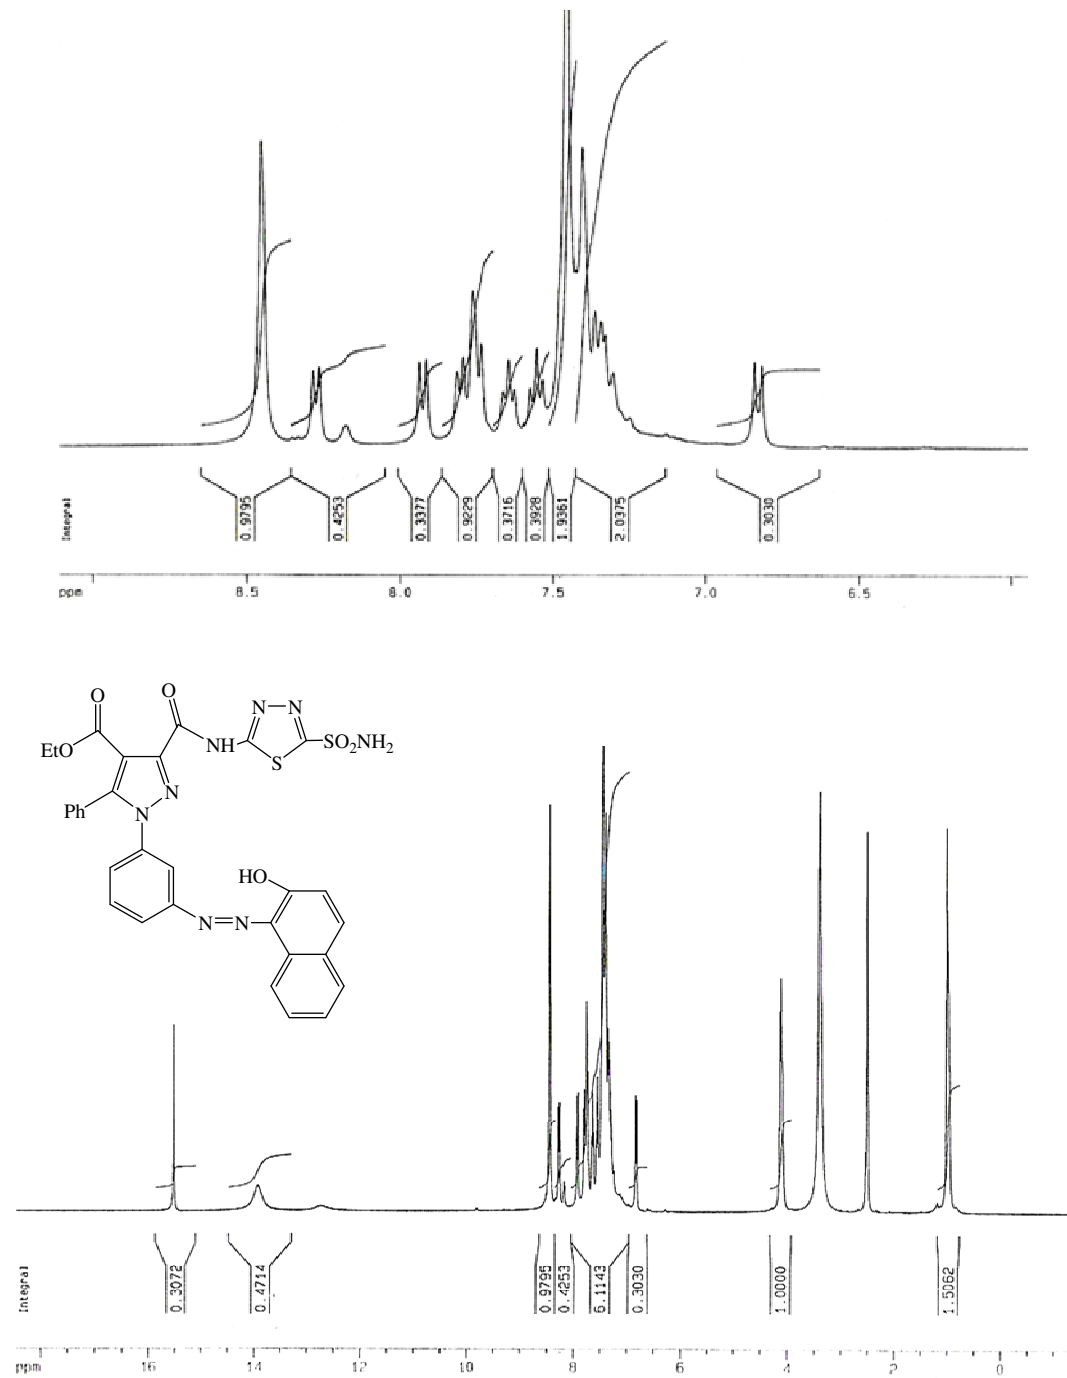 Integral
0.9795
0.4253
0.3377
0.9229
0.3716
0.3928
1.9361
2.0375
0.3030
ppm
8.5
8.0
7.5
7.0
6.5
O
O
EtO
NH
N
N
S
SO2NH2
Ph
N
N
HO
N=N
Integral
0.3072
0.4714
0.9795
0.4253
6.1143
0.3030
1.0000
1.5062
ppm
16
14
12
10
8
6
4
2
0